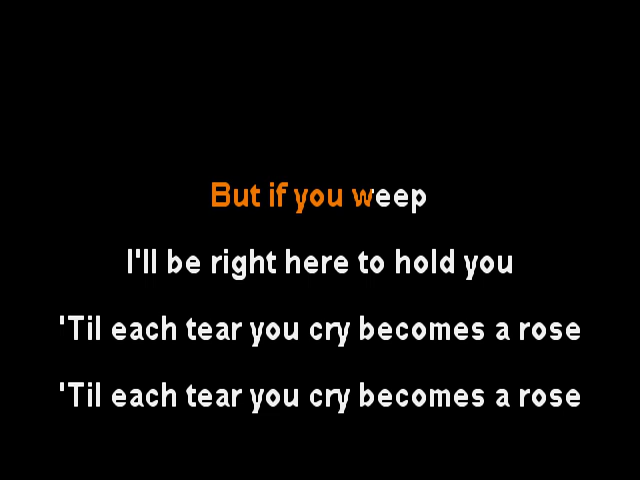 But if you weep
I'll be right here to hold you
'Til each tear you cry becomes a rose
'Til each tear you cry becomes a rose